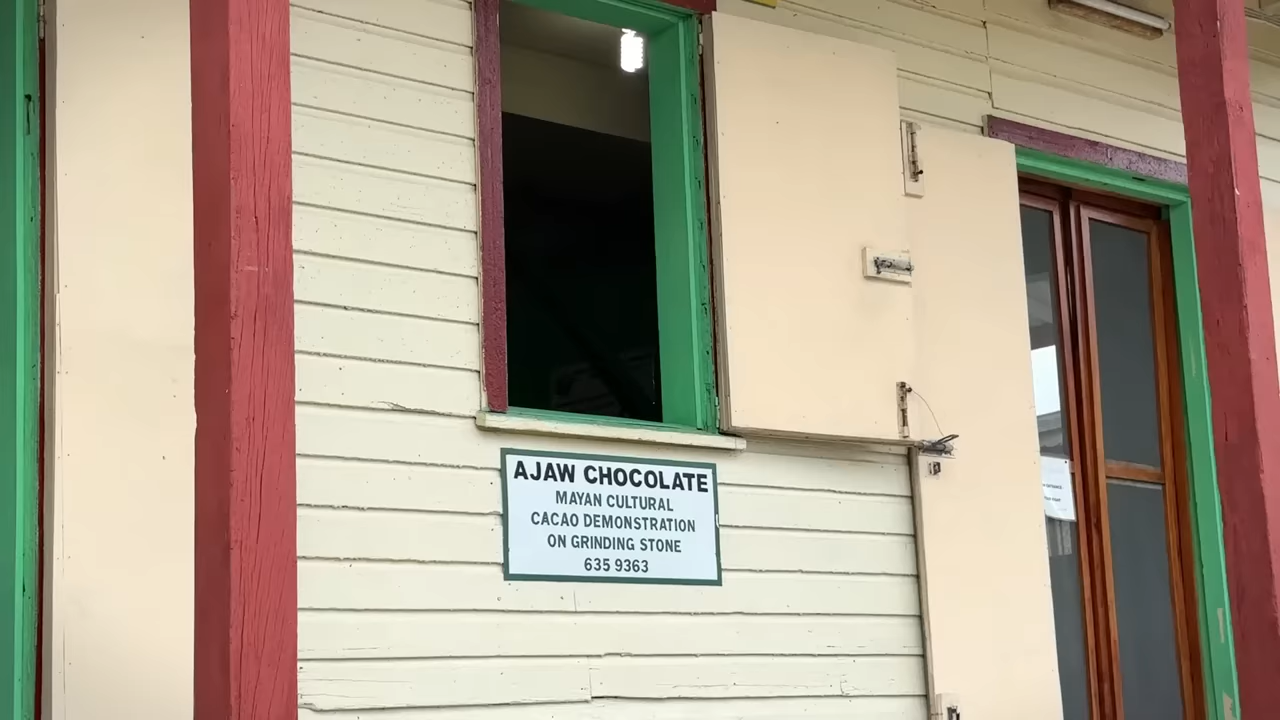 AJAW CHOCOLATE
MAYAN CULTURAL
CACAO DEMONSTRATION
ON GRINDING STONE
635 9363